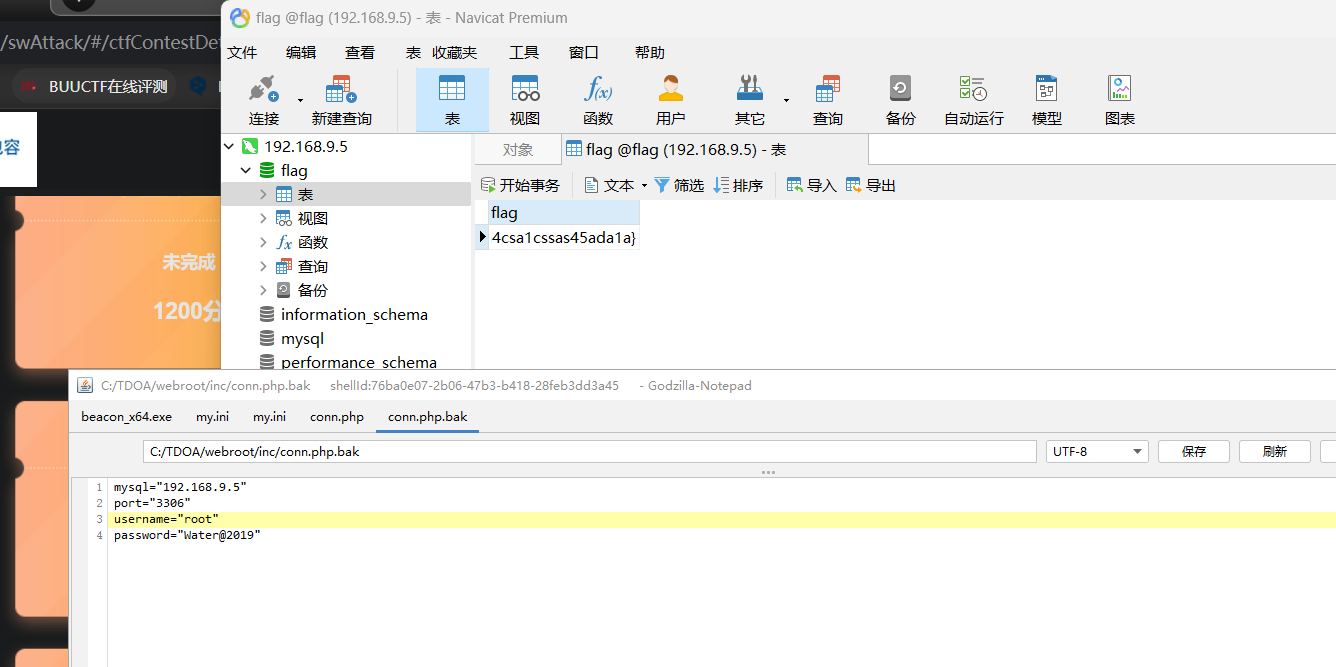 flag @flag (192.168.9.5) - 表 - Navicat Premium
/swAttack/#/ctfContestDet
文件 编辑 查看 表 收藏夹 工具 窗口 帮助
BUUCTF在线评测
连接 新建查询 表 视图 函数 用户 其它 查询 备份 自动运行 模型 图表
192.168.9.5
flag
表
视图
函数
查询
备份
information_schema
mysql
performance_schema
对象 flag @flag (192.168.9.5) - 表
开始事务 文本 筛选 排序 导入 导出
flag
4csa1cssas45ada1a}
未完成
1200分
C:/TDOA/webroot/inc/conn.php.bak shellId:76ba0e07-2b06-47b3-b418-28feb3dd3a45 - Godzilla-Notepad
beacon_x64.exe my.ini my.ini conn.php conn.php.bak
C:/TDOA/webroot/inc/conn.php.bak UTF-8 保存 刷新
1 mysql="192.168.9.5"
2 port="3306"
3 username="root"
4 password="Water@2019"